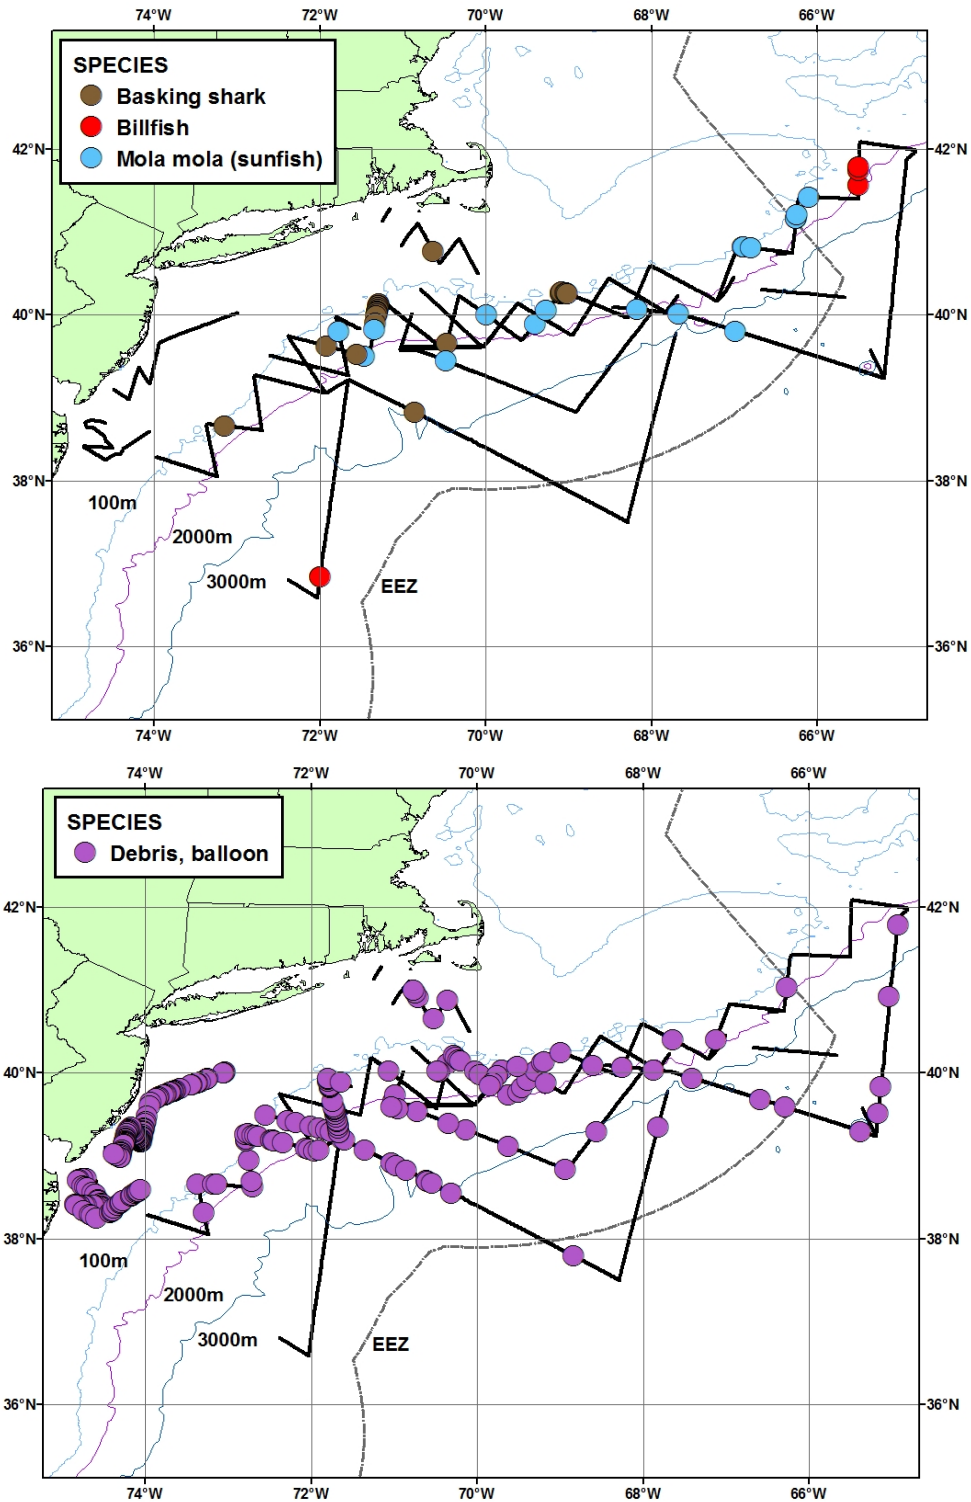 74°W 72°W 70°W 68°W 66°W
SPECIES
Basking shark
Billfish
Mola mola (sunfish)
42°N 42°N
40°N 40°N
38°N 38°N
100m
2000m
3000m
EEZ
36°N 36°N
74°W 72°W 70°W 68°W 66°W
74°W 72°W 70°W 68°W 66°W
SPECIES
Debris, balloon
42°N 42°N
40°N 40°N
38°N 38°N
100m
2000m
3000m
EEZ
36°N 36°N
74°W 72°W 70°W 68°W 66°W